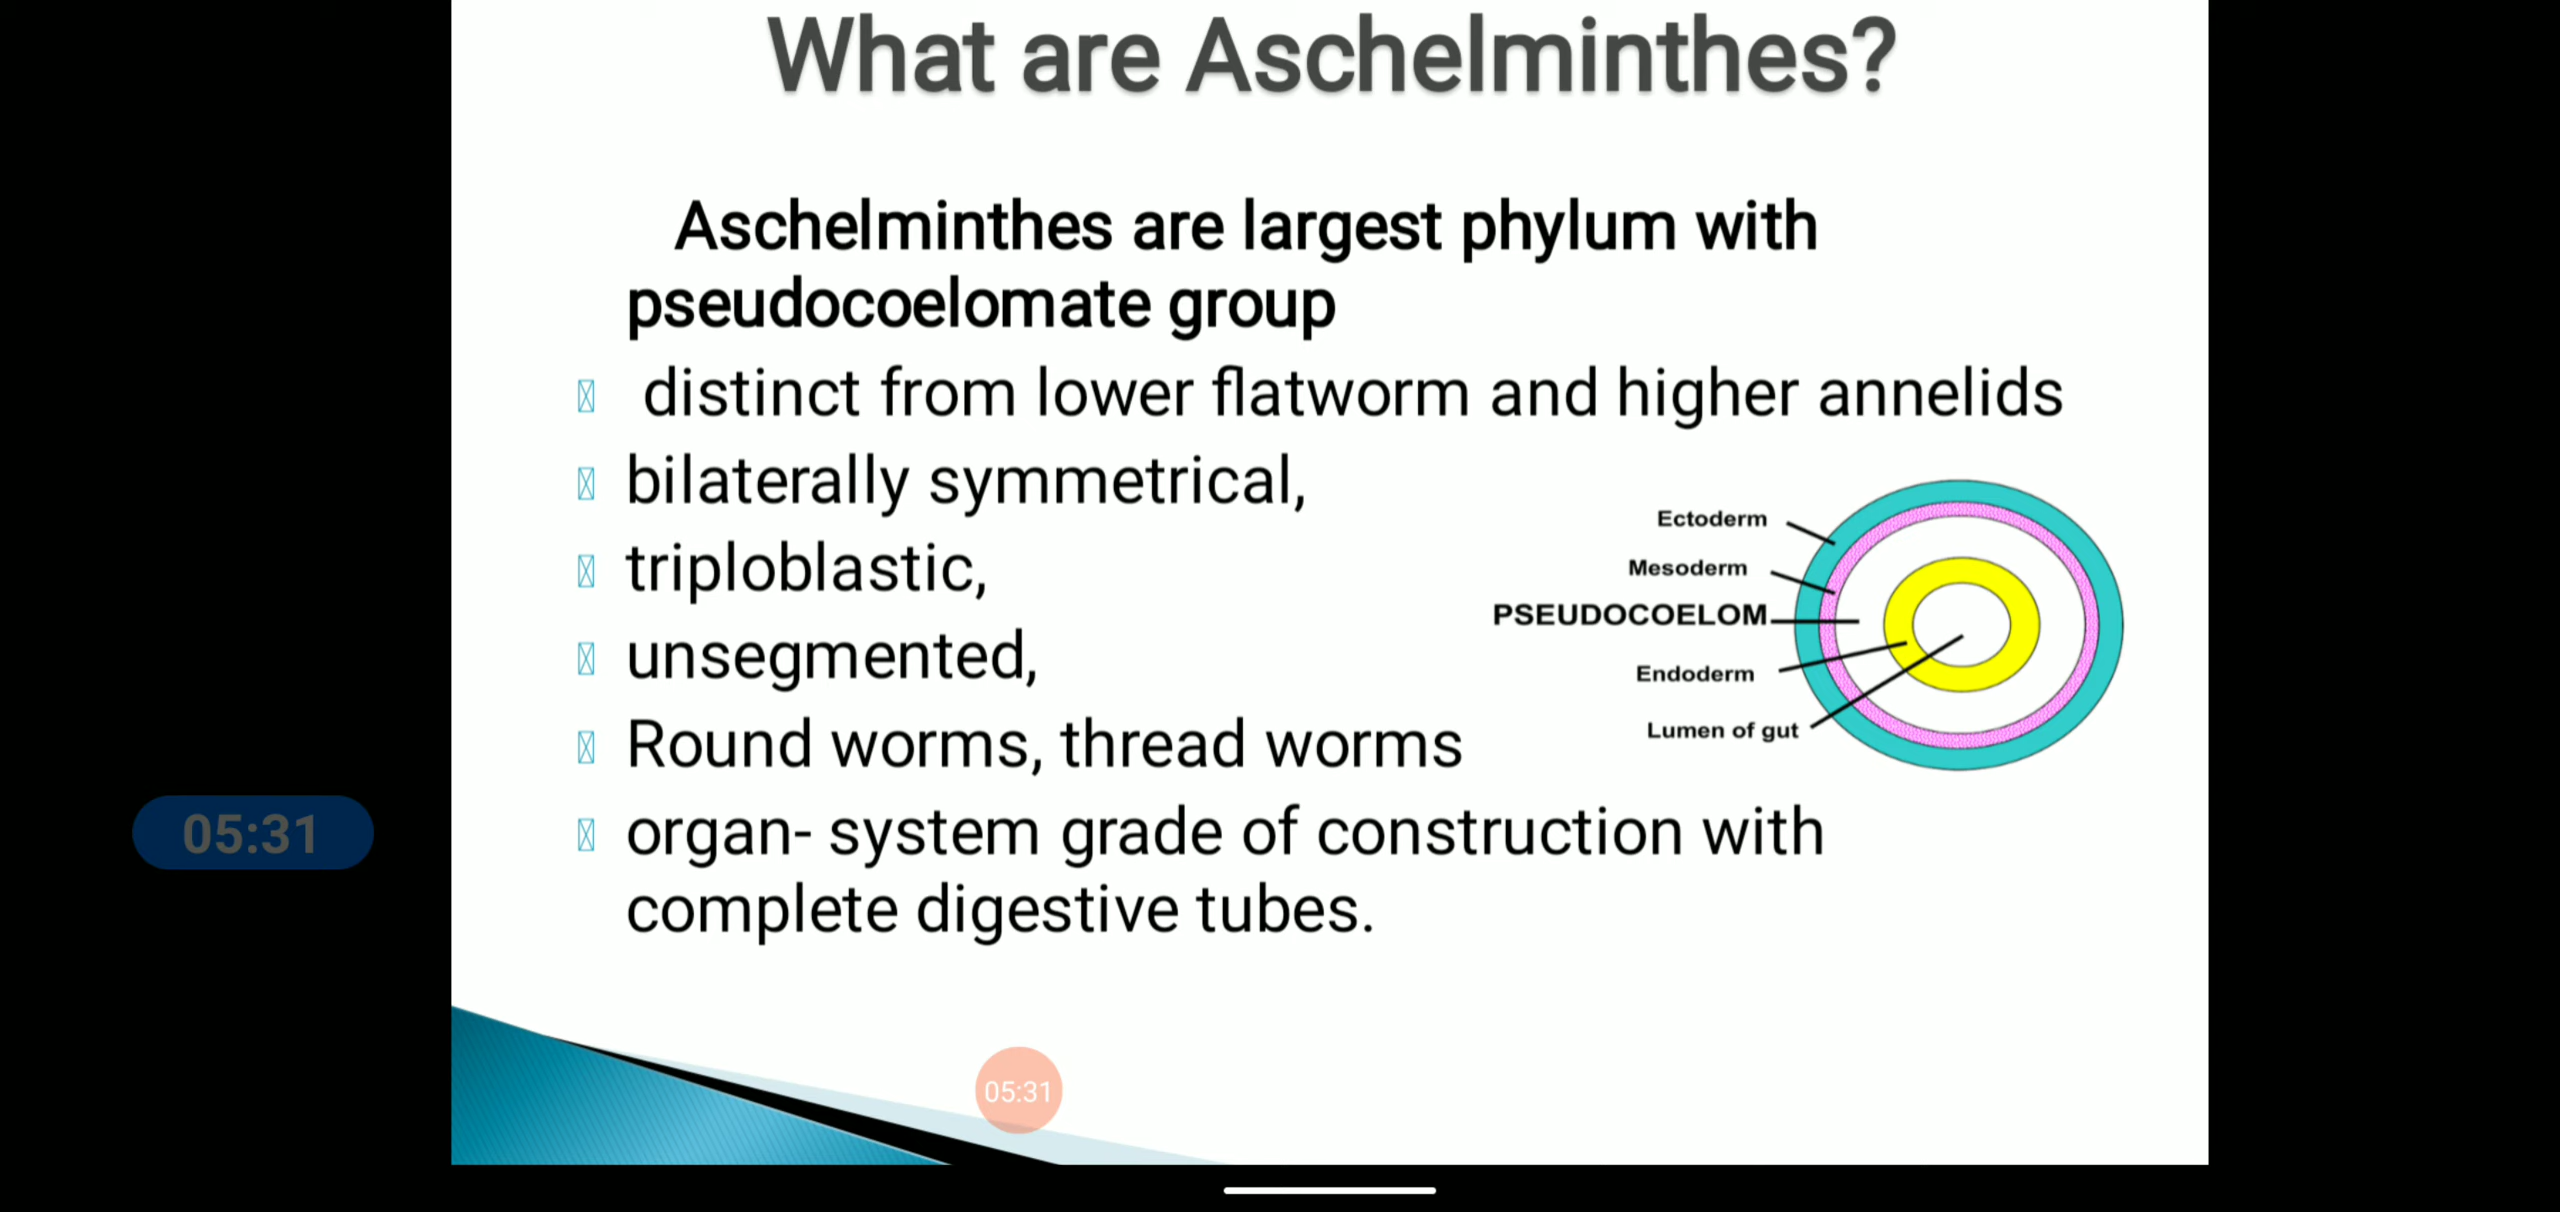 What are Aschelminthes?
Aschelminthes are largest phylum with
pseudocoelomate group
distinct from lower flatworm and higher annelids
bilaterally symmetrical,
triploblastic,
unsegmented,
Round worms, thread worms
organ- system grade of construction with
complete digestive tubes.
Ectoderm
Mesoderm
PSEUDOCOELOM
Endoderm
Lumen of gut
05:31
05:31